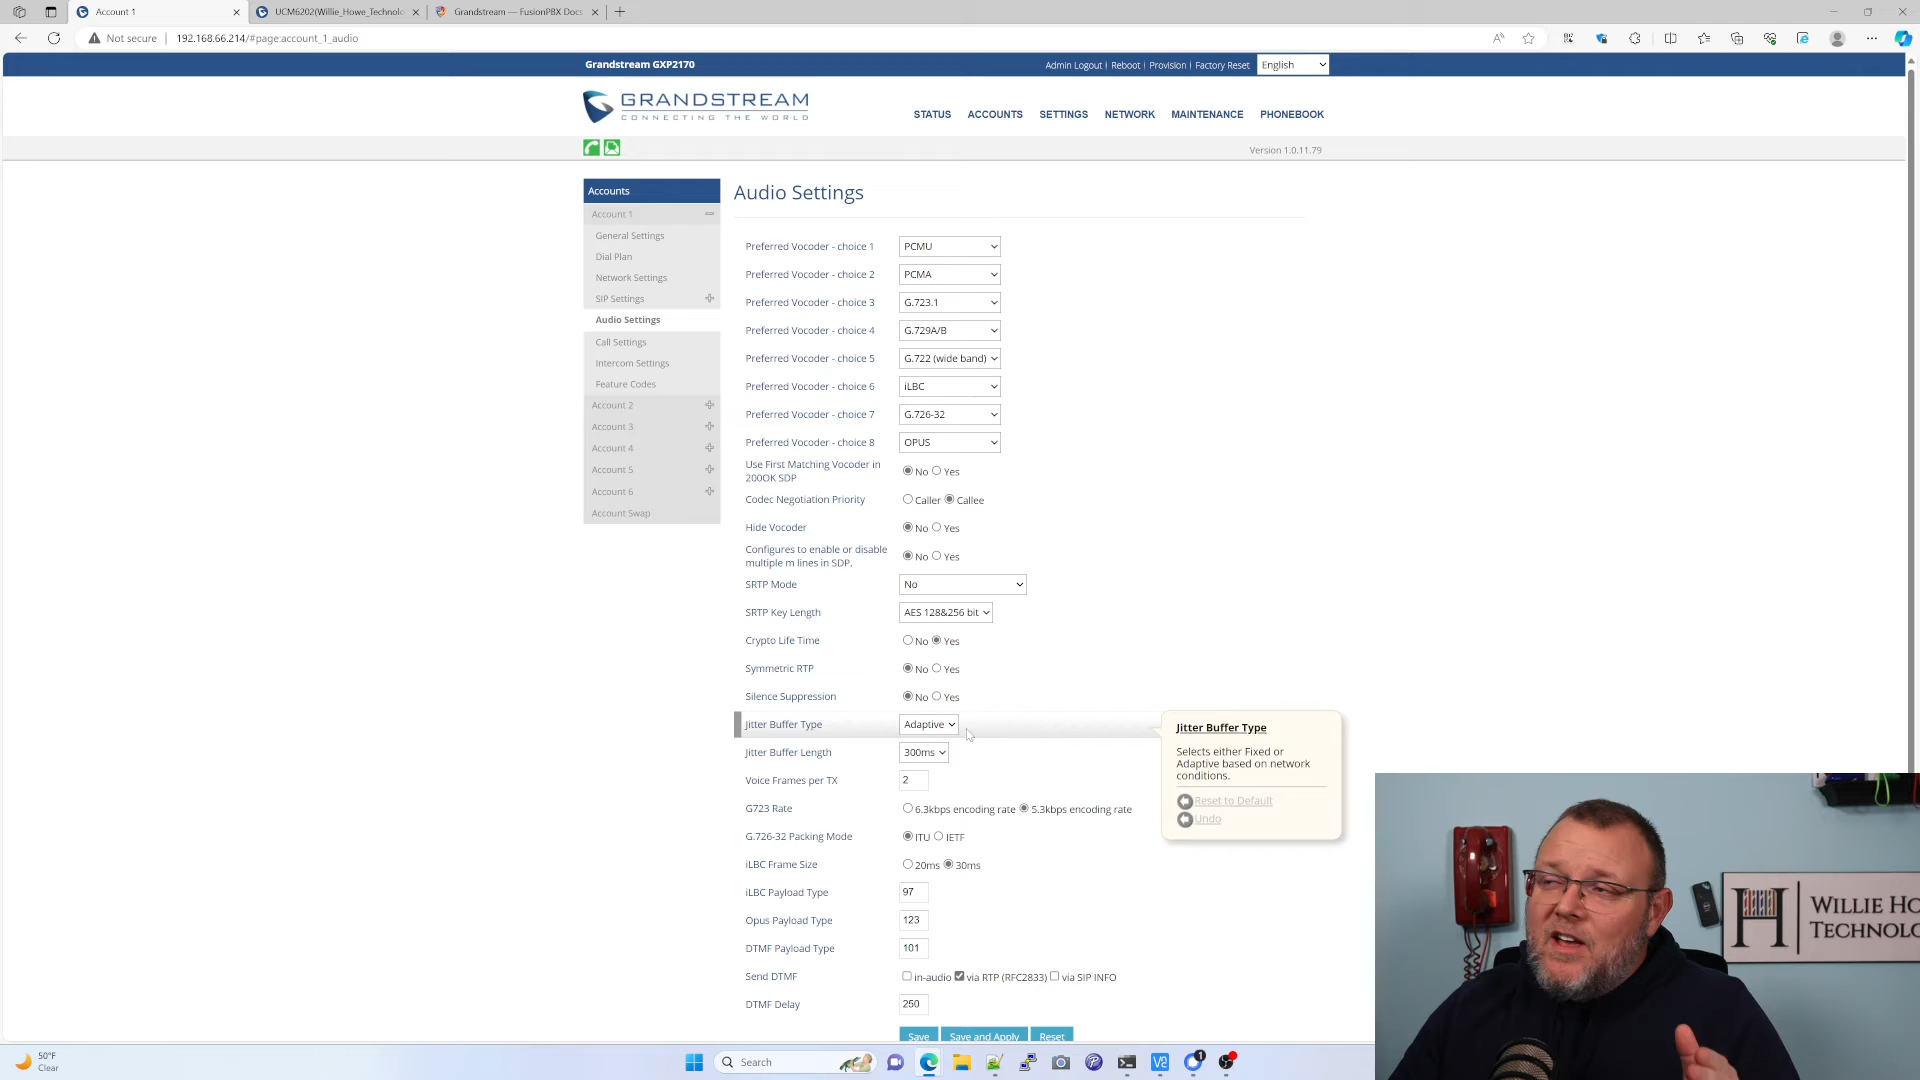 Account 1
UCM6202(Willie_Howe_Technolo
Grandstream — FusionPBX Docs
Not secure
192.168.66.214/#page:account_1_audio
Grandstream GXP2170
Admin Logout | Reboot | Provision | Factory Reset
English
GRANDSTREAM
CONNECTING THE WORLD
STATUS
ACCOUNTS
SETTINGS
NETWORK
MAINTENANCE
PHONEBOOK
Version 1.0.11.79
Accounts
Account 1
General Settings
Dial Plan
Network Settings
SIP Settings
Audio Settings
Call Settings
Intercom Settings
Feature Codes
Account 2
Account 3
Account 4
Account 5
Account 6
Account Swap
Audio Settings
Preferred Vocoder - choice 1 PCMU
Preferred Vocoder - choice 2 PCMA
Preferred Vocoder - choice 3 G.723.1
Preferred Vocoder - choice 4 G.729A/B
Preferred Vocoder - choice 5 G.722 (wide band)
Preferred Vocoder - choice 6 iLBC
Preferred Vocoder - choice 7 G.726-32
Preferred Vocoder - choice 8 OPUS
Use First Matching Vocoder in
200OK SDP
No Yes
Codec Negotiation Priority Caller Callee
Hide Vocoder No Yes
Configures to enable or disable
multiple m lines in SDP.
No Yes
SRTP Mode No
SRTP Key Length AES 128&256 bit
Crypto Life Time No Yes
Symmetric RTP No Yes
Silence Suppression No Yes
Jitter Buffer Type Adaptive
Jitter Buffer Length 300ms
Voice Frames per TX 2
G723 Rate 6.3kbps encoding rate 5.3kbps encoding rate
G.726-32 Packing Mode ITU IETF
iLBC Frame Size 20ms 30ms
iLBC Payload Type 97
Opus Payload Type 123
DTMF Payload Type 101
Send DTMF in-audio via RTP (RFC2833) via SIP INFO
DTMF Delay 250
Save
Save and Apply
Reset
Jitter Buffer Type
Selects either Fixed or
Adaptive based on network
conditions.
Reset to Default
Undo
WILLIE HO
TECHNOLO
50°F
Clear
Search
1